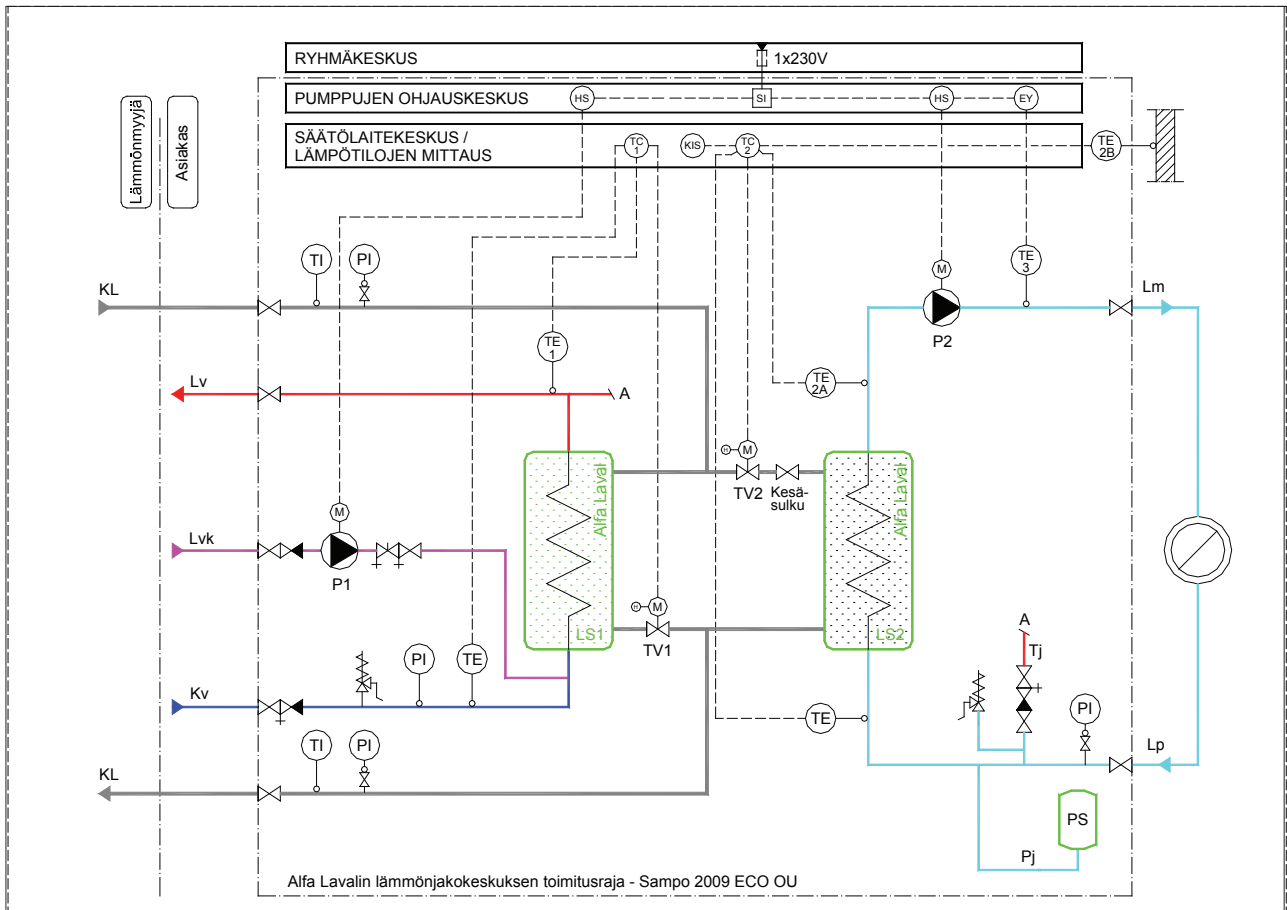 RYHMÄKESKUS
1x230V
PUMPPUJEN OHJAUSKESKUS
HS
SI
HS
EY
SÄÄTÖLAITEKESKUS /
LÄMPÖTILOJEN MITTAUS
TC
1
KIS
TC
2
TE
2B
Lämmönmyyjä
Asiakas
TI
PI
M
TE
3
KL
Lm
P2
TE
1
Lv
A
TE
2A
H
M
TV2
Kesä-
sulku
Alfa Laval
Alfa Laval
M
Lvk
P1
H
M
LS1
TV1
LS2
A
Tj
PI
TE
Kv
PI
TE
TI
PI
Lp
KL
PS
Pj
Alfa Lavalin lämmönjakokeskuksen toimitusraja - Sampo 2009 ECO OU